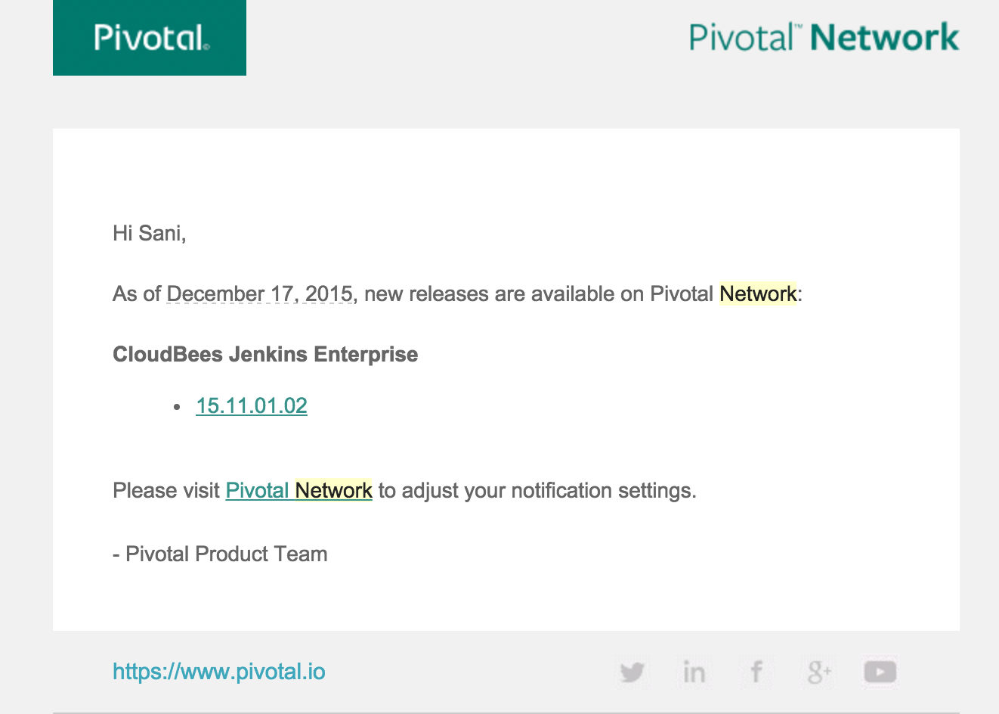 Pivotal©
Pivotal™ Network
Hi Sani,
As of December 17, 2015, new releases are available on Pivotal Network:
CloudBees Jenkins Enterprise
• 15.11.01.02
Please visit Pivotal Network to adjust your notification settings.
- Pivotal Product Team
https://www.pivotal.io
in f g+